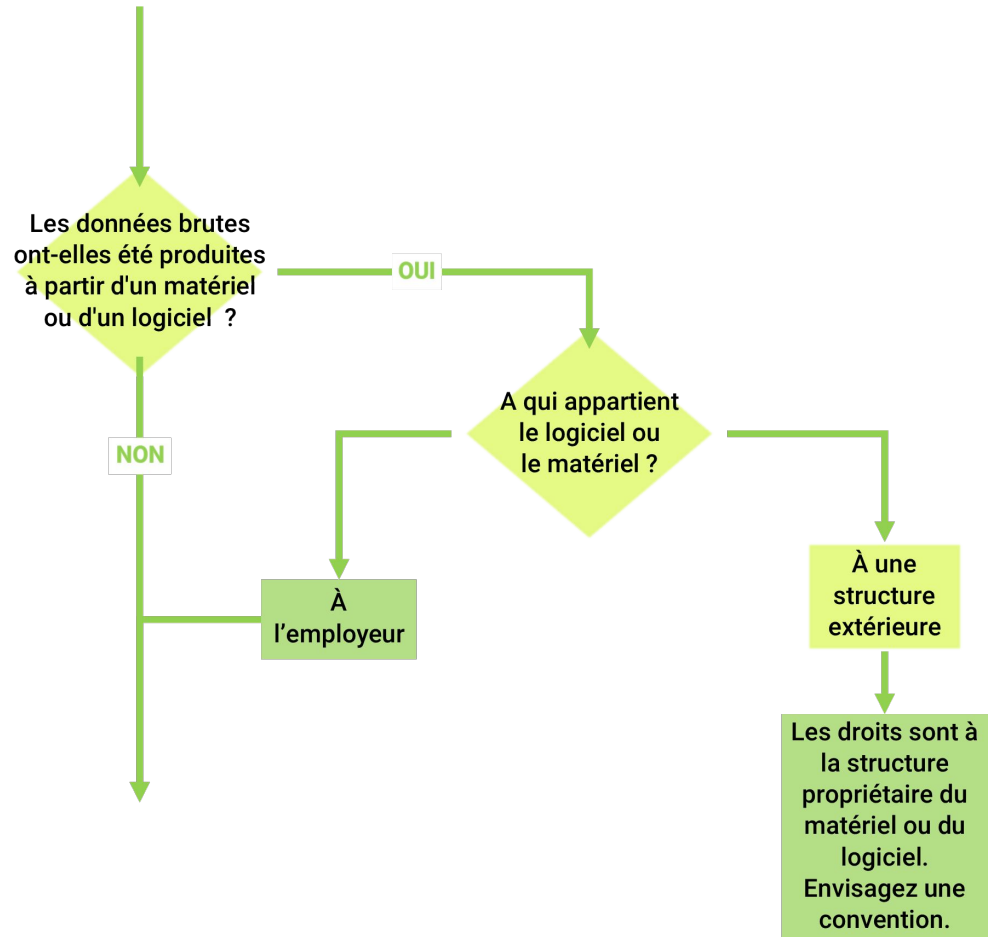 Les données brutes
ont-elles été produites
à partir d'un matériel
ou d'un logiciel  ?
OUI
A qui appartient
le logiciel ou
le matériel ?
NON
À
l’employeur
À une
structure
extérieure
Les droits sont à
la structure
propriétaire du
matériel ou du
logiciel.
Envisagez une
convention.